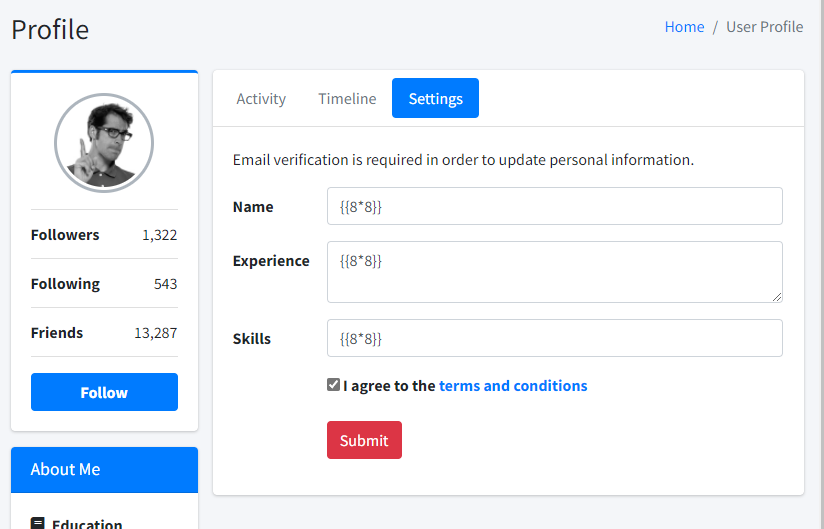 Profile
Home / User Profile
Followers 1,322
Following 543
Friends 13,287
Follow
About Me
Education
Activity Timeline Settings
Email verification is required in order to update personal information.
Name {{8*8}}
Experience {{8*8}}
Skills {{8*8}}
I agree to the terms and conditions
Submit